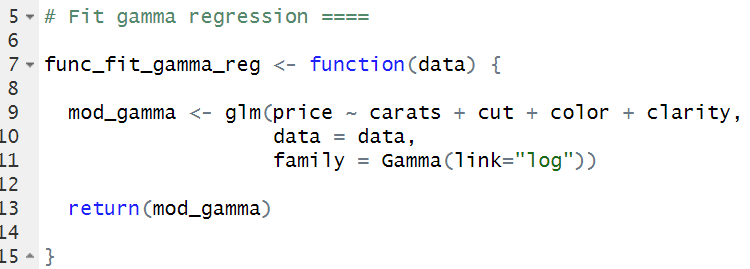 5 # Fit gamma regression ====
6
7 func_fit_gamma_reg <- function(data) {
8
9 mod_gamma <- glm(price ~ carats + cut + color + clarity,
10 data = data,
11 family = Gamma(link="log"))
12
13 return(mod_gamma)
14
15 }